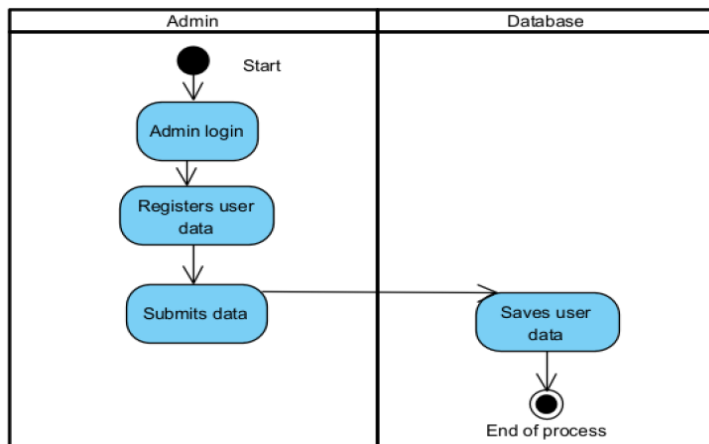 Admin
Database
Start
Admin login
Registers user
data
Submits data
Saves user
data
End of process